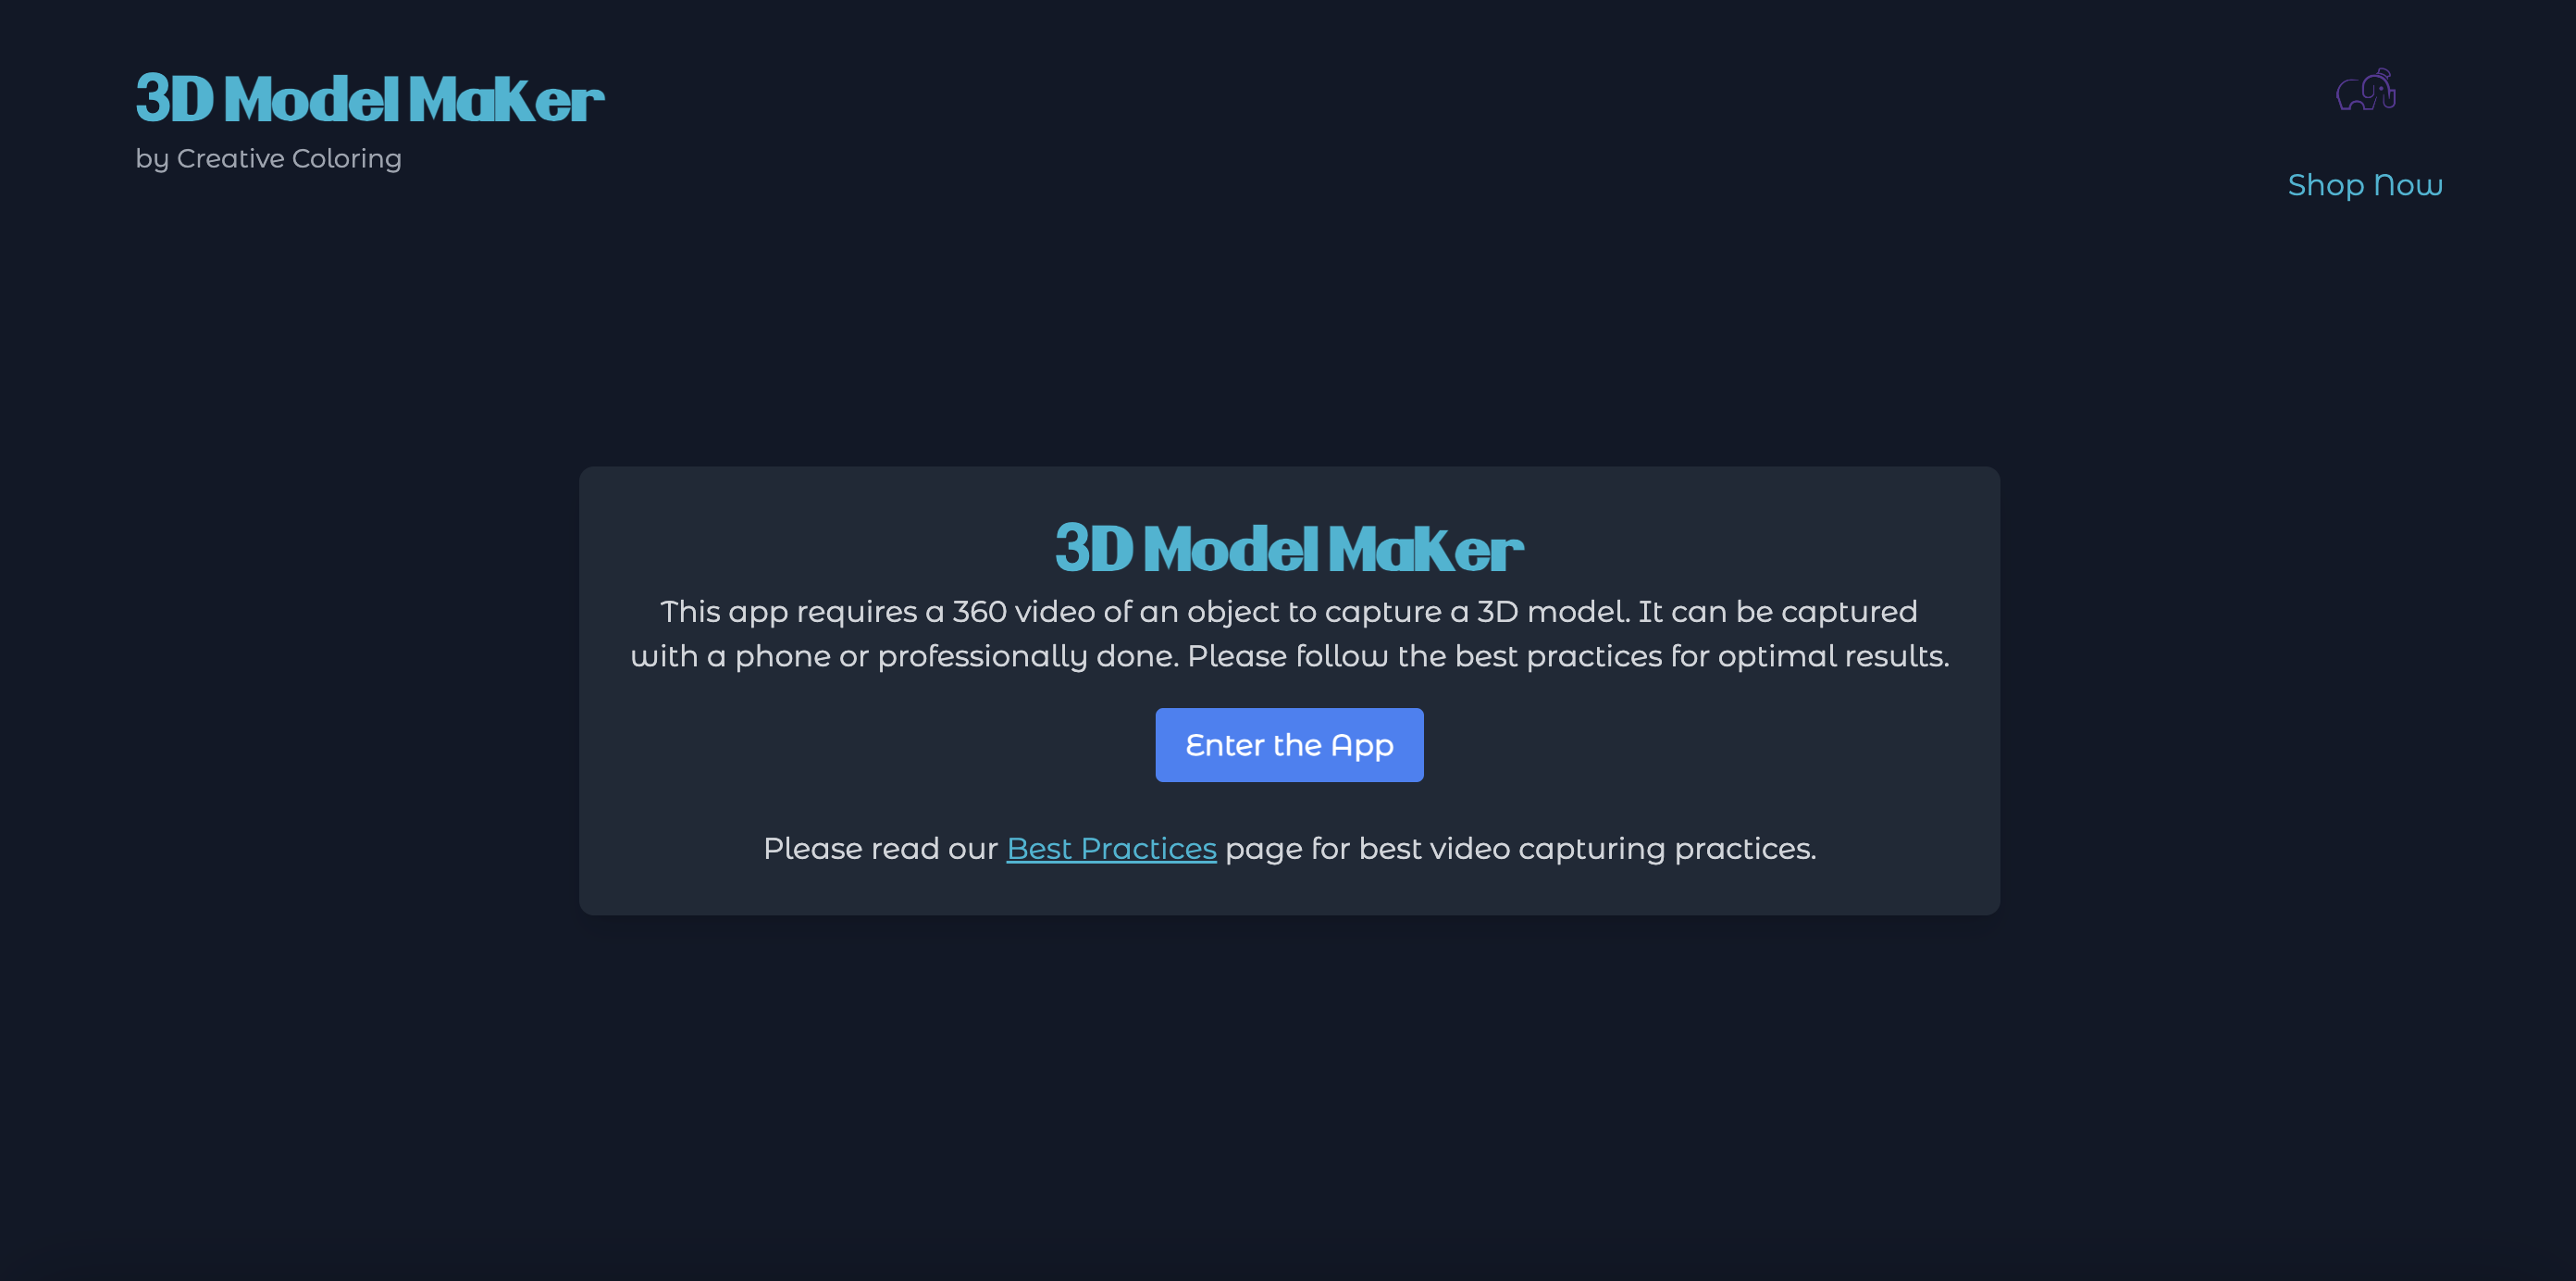 3D Model Maker
by Creative Coloring
Shop Now
3D Model Maker
This app requires a 360 video of an object to capture a 3D model. It can be captured
with a phone or professionally done. Please follow the best practices for optimal results.
Enter the App
Please read our Best Practices page for best video capturing practices.